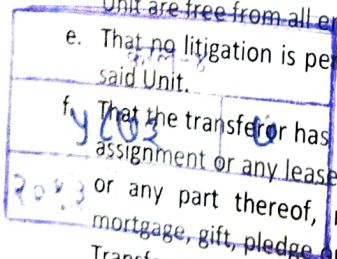 Unit are free from all
e. That no litigation is
said Unit.
f. That the transferor has
assignment or any lease
or any part thereof,
mortgage, gift, pledge